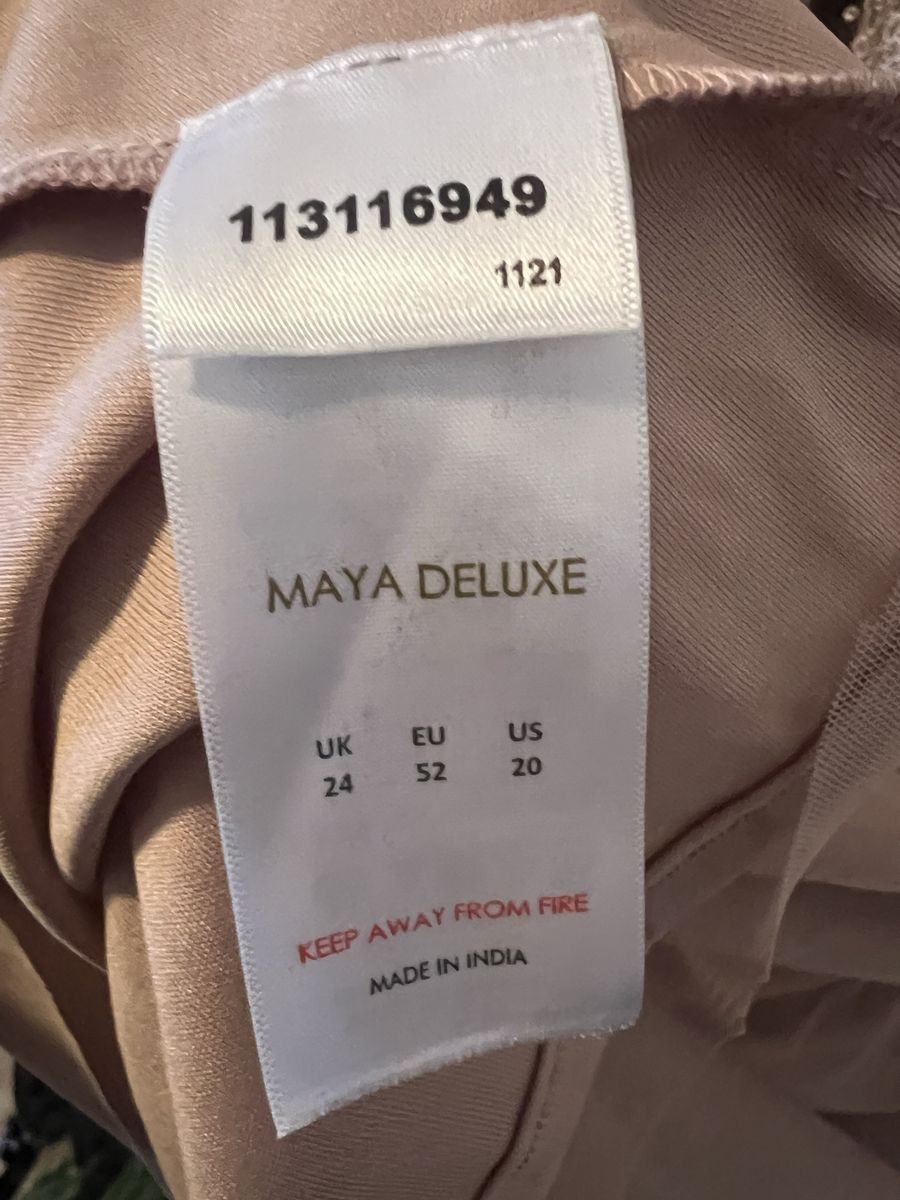 113116949
1121
MAYA DELUXE
UK EU US
24 52 20
KEEP AWAY FROM FIRE
MADE IN INDIA